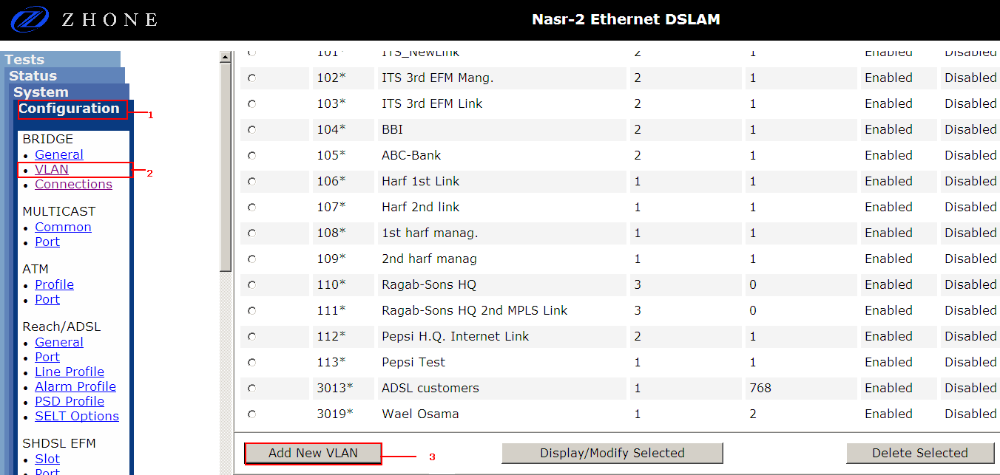 ZHONE
Nasr-2 Ethernet DSLAM
Tests
Status
System
Configuration
1
BRIDGE
• General
• VLAN
2
• Connections
MULTICAST
• Common
• Port
ATM
• Profile
• Port
Reach/ADSL
• General
• Port
• Line Profile
• Alarm Profile
• PSD Profile
• SELT Options
SHDSL EFM
• Slot
• Port
101* ITS_NewLink 2 1 Enabled Disabled
102* ITS 3rd EFM Mang. 2 1 Enabled Disabled
103* ITS 3rd EFM Link 2 1 Enabled Disabled
104* BBI 2 1 Enabled Disabled
105* ABC-Bank 2 1 Enabled Disabled
106* Harf 1st Link 1 1 Enabled Disabled
107* Harf 2nd link 1 1 Enabled Disabled
108* 1st harf manag. 1 1 Enabled Disabled
109* 2nd harf manag 1 1 Enabled Disabled
110* Ragab-Sons HQ 3 0 Enabled Disabled
111* Ragab-Sons HQ 2nd MPLS Link 3 0 Enabled Disabled
112* Pepsi H.Q. Internet Link 2 1 Enabled Disabled
113* Pepsi Test 1 1 Enabled Disabled
3013* ADSL customers 1 768 Enabled Disabled
3019* Wael Osama 1 2 Enabled Disabled
Add New VLAN 3 Display/Modify Selected Delete Selected